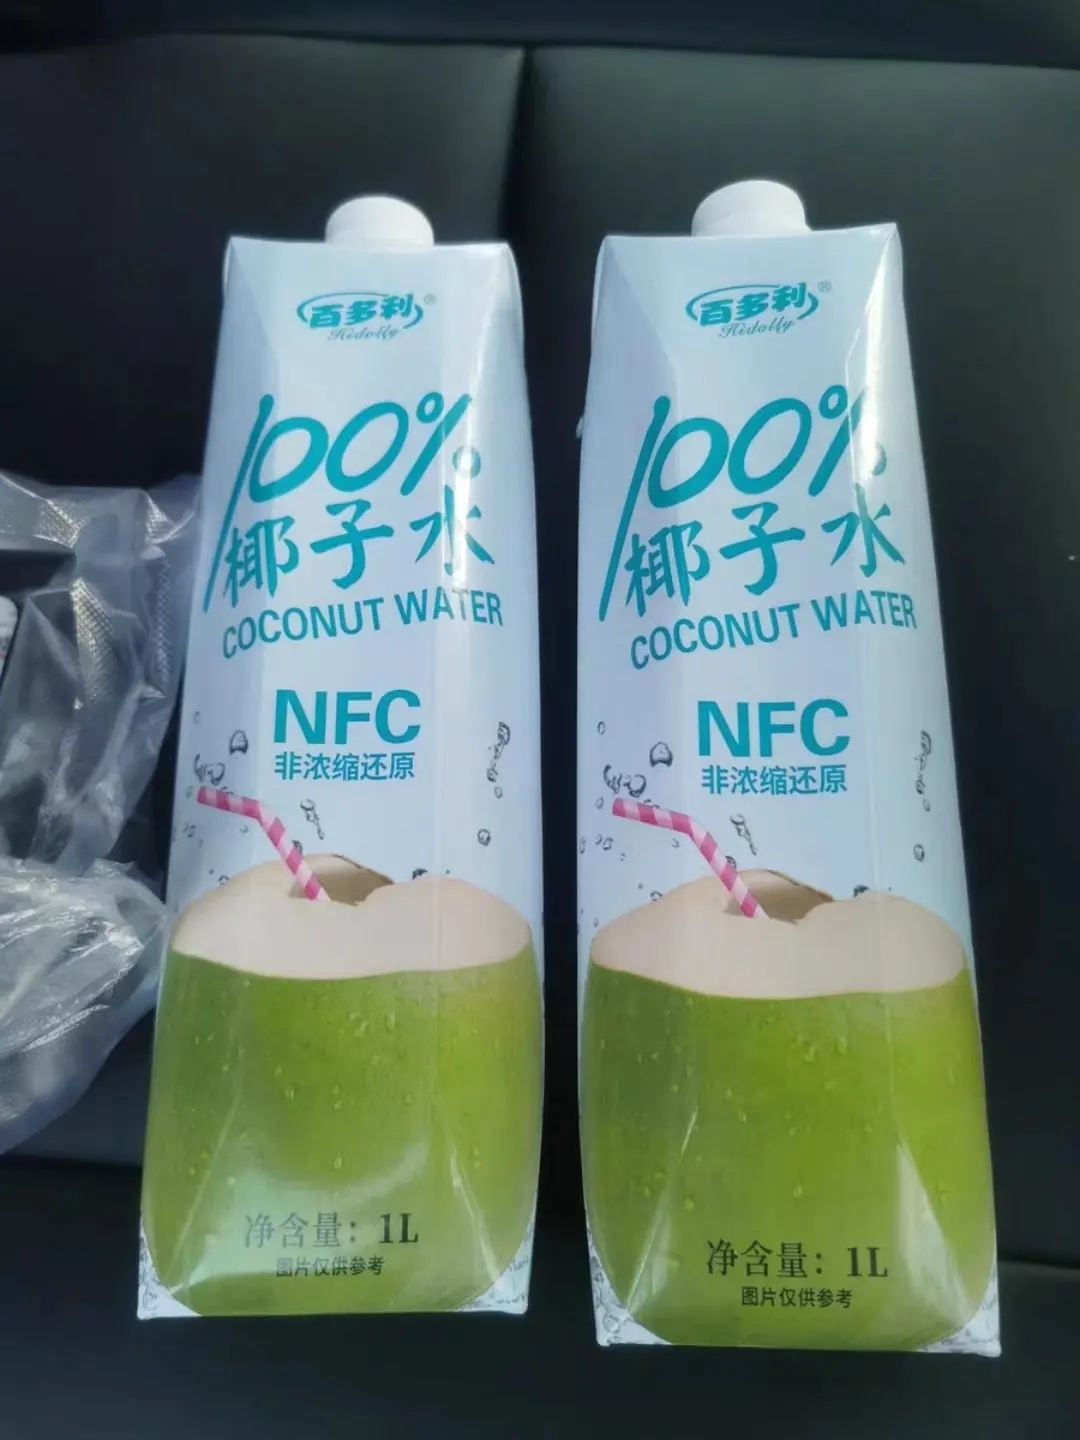 百多利®
Hidolly
100%
椰子水
COCONUT WATER
NFC
非浓缩还原
净含量：1L
图片仅供参考
百多利®
Hidolly
100%
椰子水
COCONUT WATER
NFC
非浓缩还原
净含量：1L
图片仅供参考